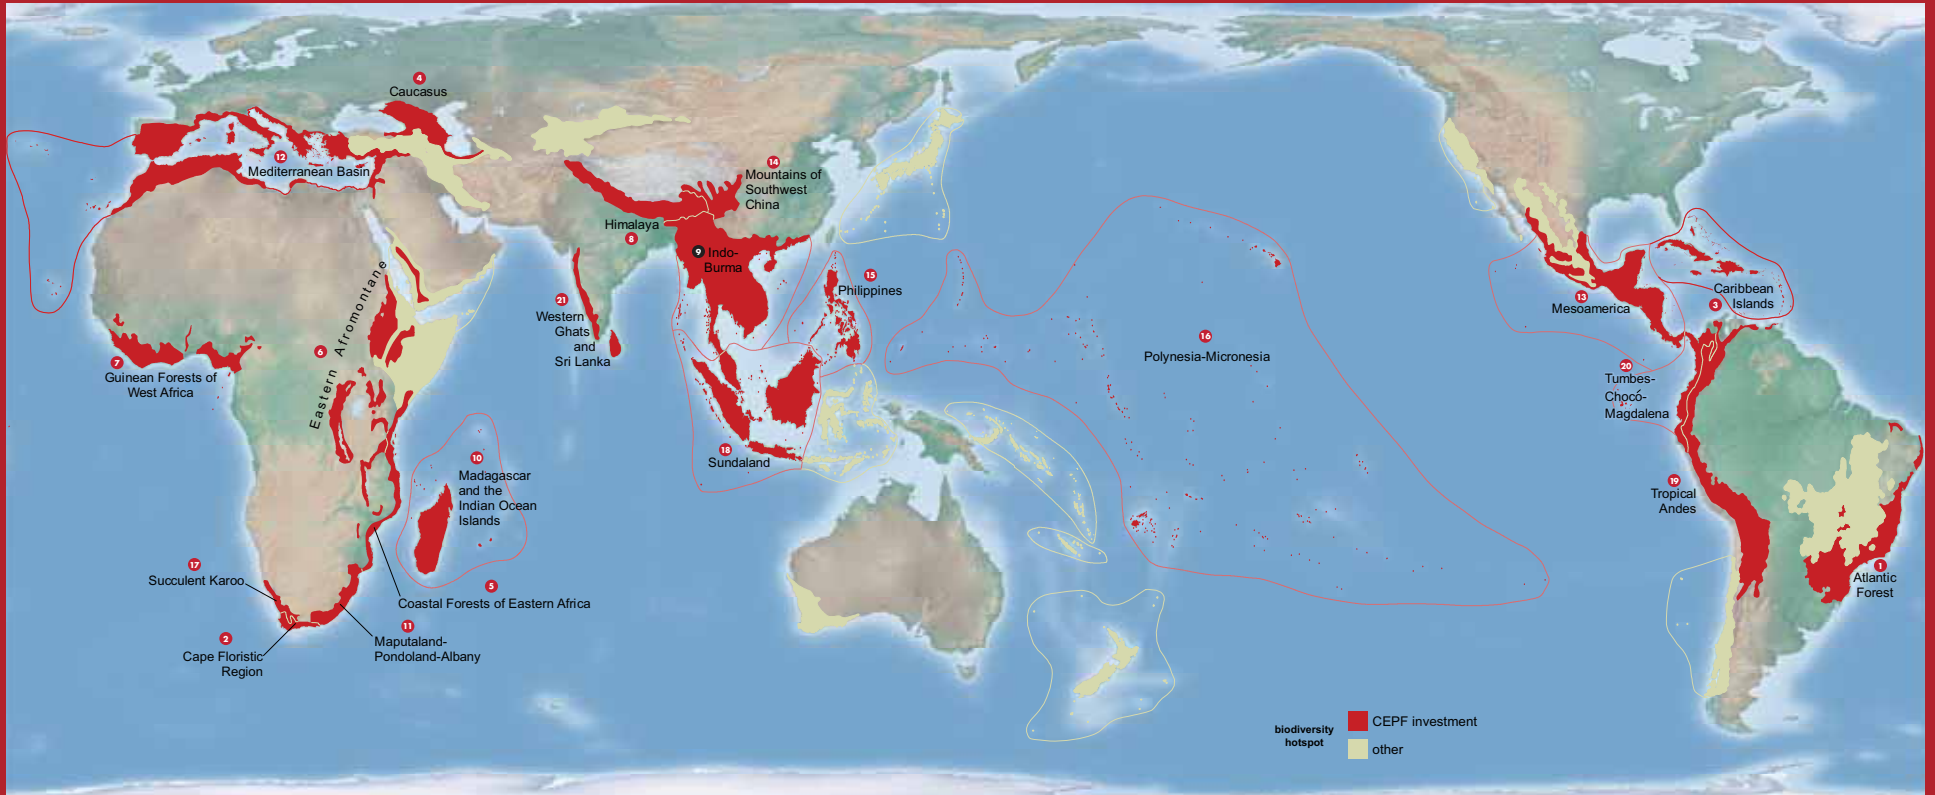 4
Caucasus
12
Mediterranean Basin
14
Mountains of
Southwest
China
Himalaya
8
9
Indo-
Burma
15
Philippines
21
Western
Ghats
and
Sri Lanka
6
Eastern Afromontane
7
Guinean Forests of
West Africa
16
Polynesia-Micronesia
13
Mesoamerica
Caribbean
3 Islands
20
Tumbes-
Chocó-
Magdalena
18
Sundaland
10
Madagascar
and the
Indian Ocean
Islands
19
Tropical
Andes
17
Succulent Karoo
5
Coastal Forests of Eastern Africa
1
Atlantic
Forest
2
Cape Floristic
Region
11
Maputaland-
Pondoland-Albany
biodiversity
hotspot
CEPF investment
other